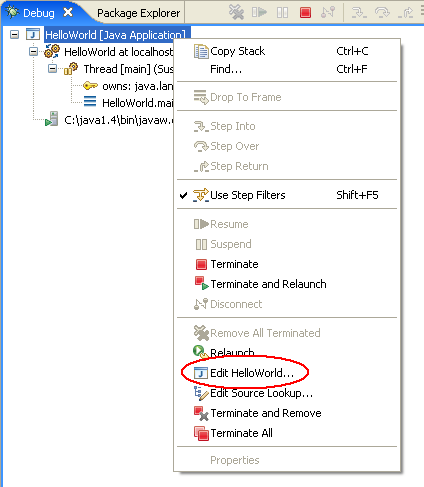 Debug Package Explorer
HelloWorld [Java Application]
HelloWorld at localhost
Thread [main] (Sus
owns: java.lan
HelloWorld.mai
C:\java1.4\bin\javaw.e
Copy Stack Ctrl+C
Find... Ctrl+F
Drop To Frame
Step Into
Step Over
Step Return
Use Step Filters Shift+F5
Resume
Suspend
Terminate
Terminate and Relaunch
Disconnect
Remove All Terminated
Relaunch
Edit HelloWorld...
Edit Source Lookup...
Terminate and Remove
Terminate All
Properties